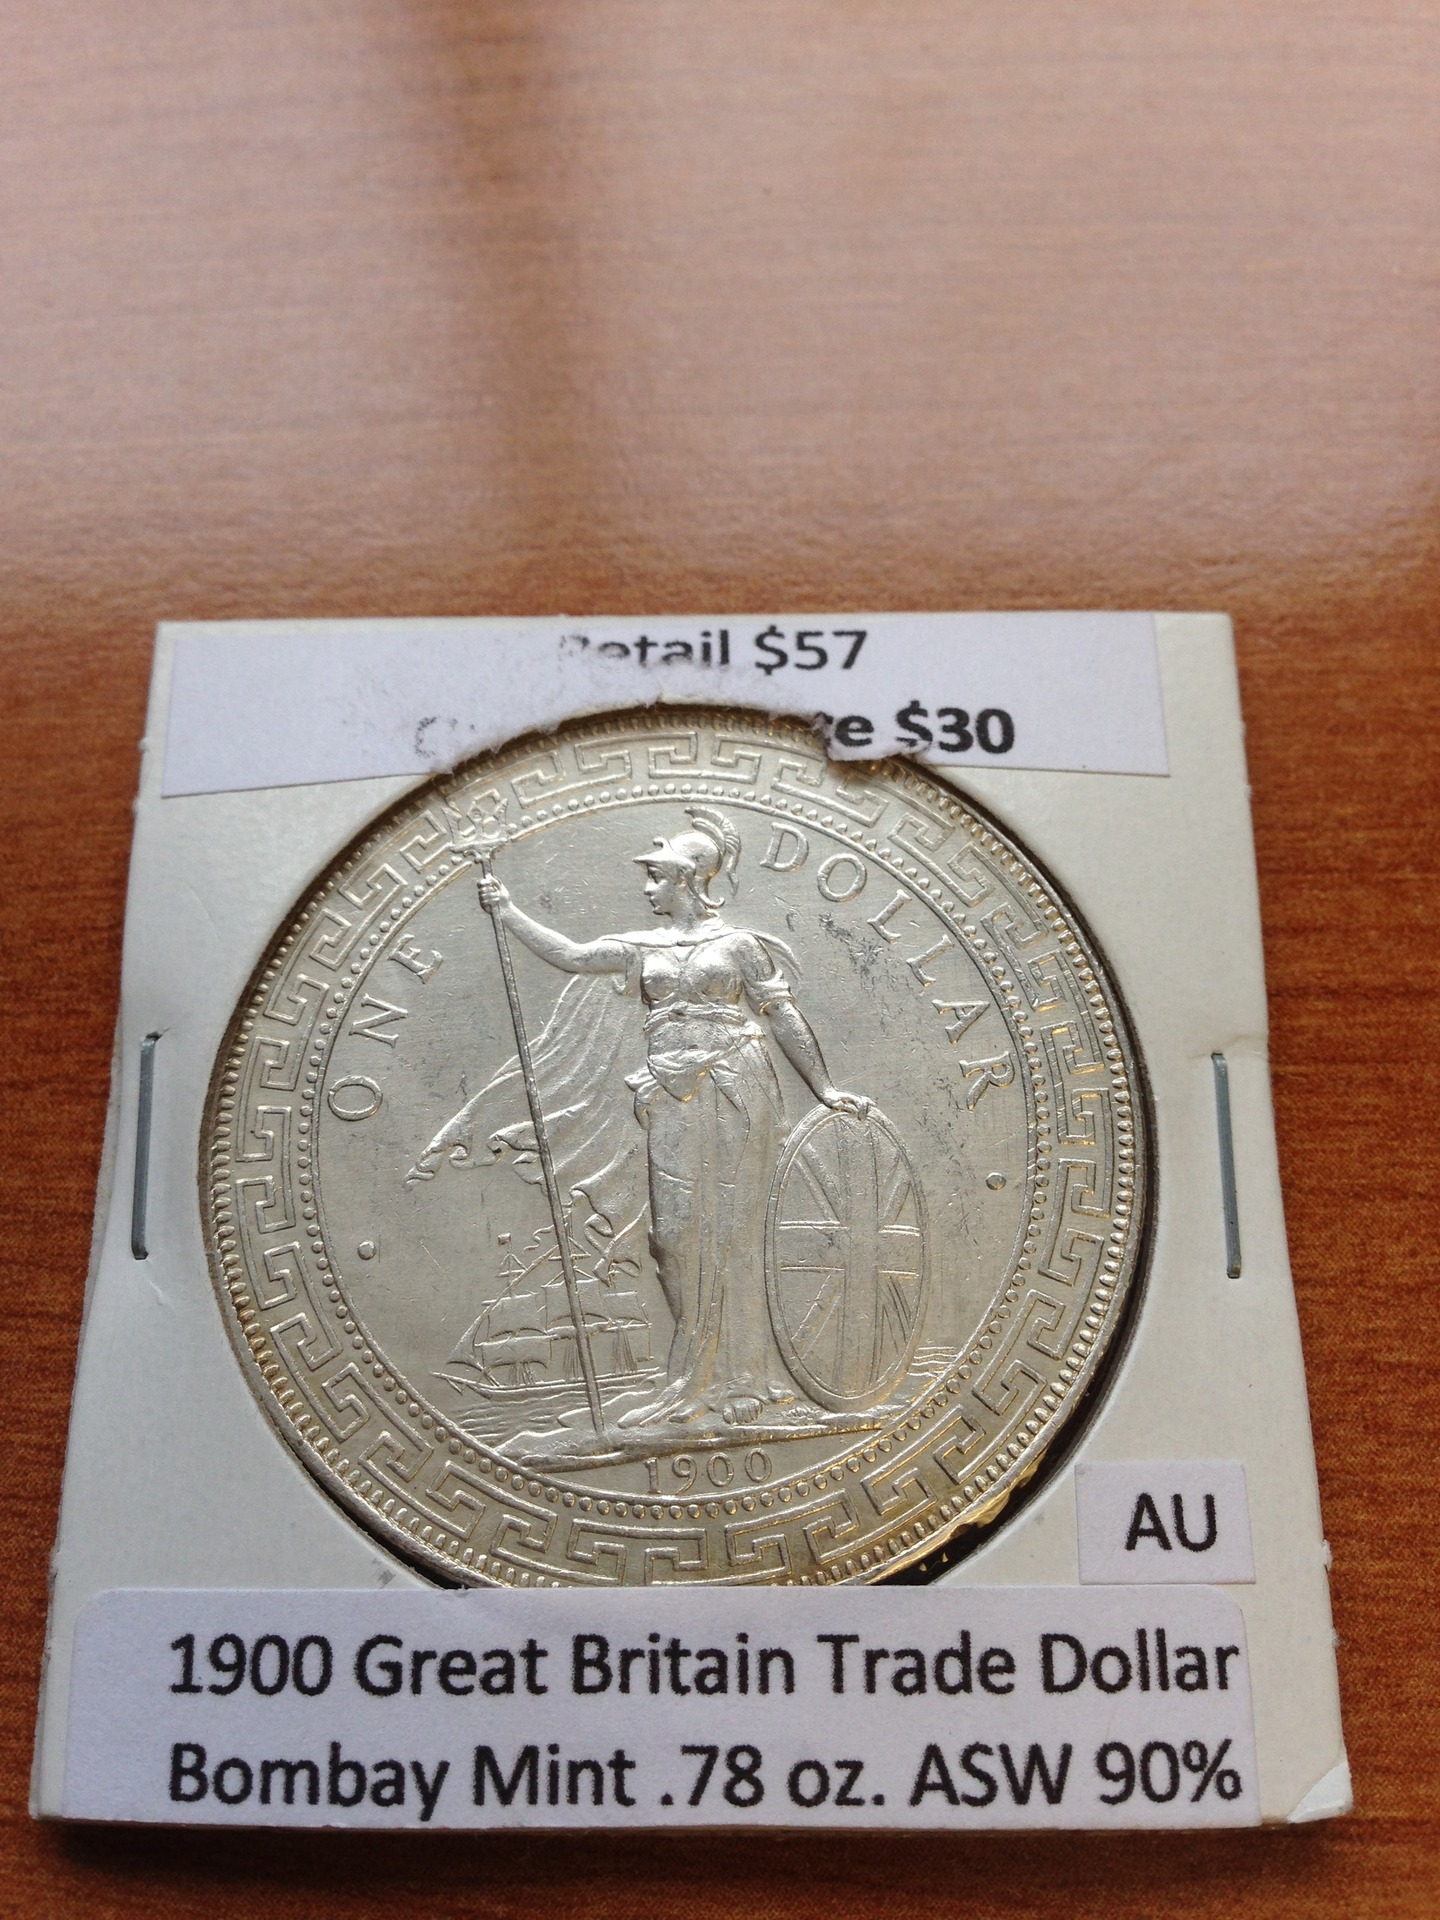 Retail $57
$30
ONE DOLLAR
1900
AU
1900 Great Britain Trade Dollar
Bombay Mint .78 oz. ASW 90%